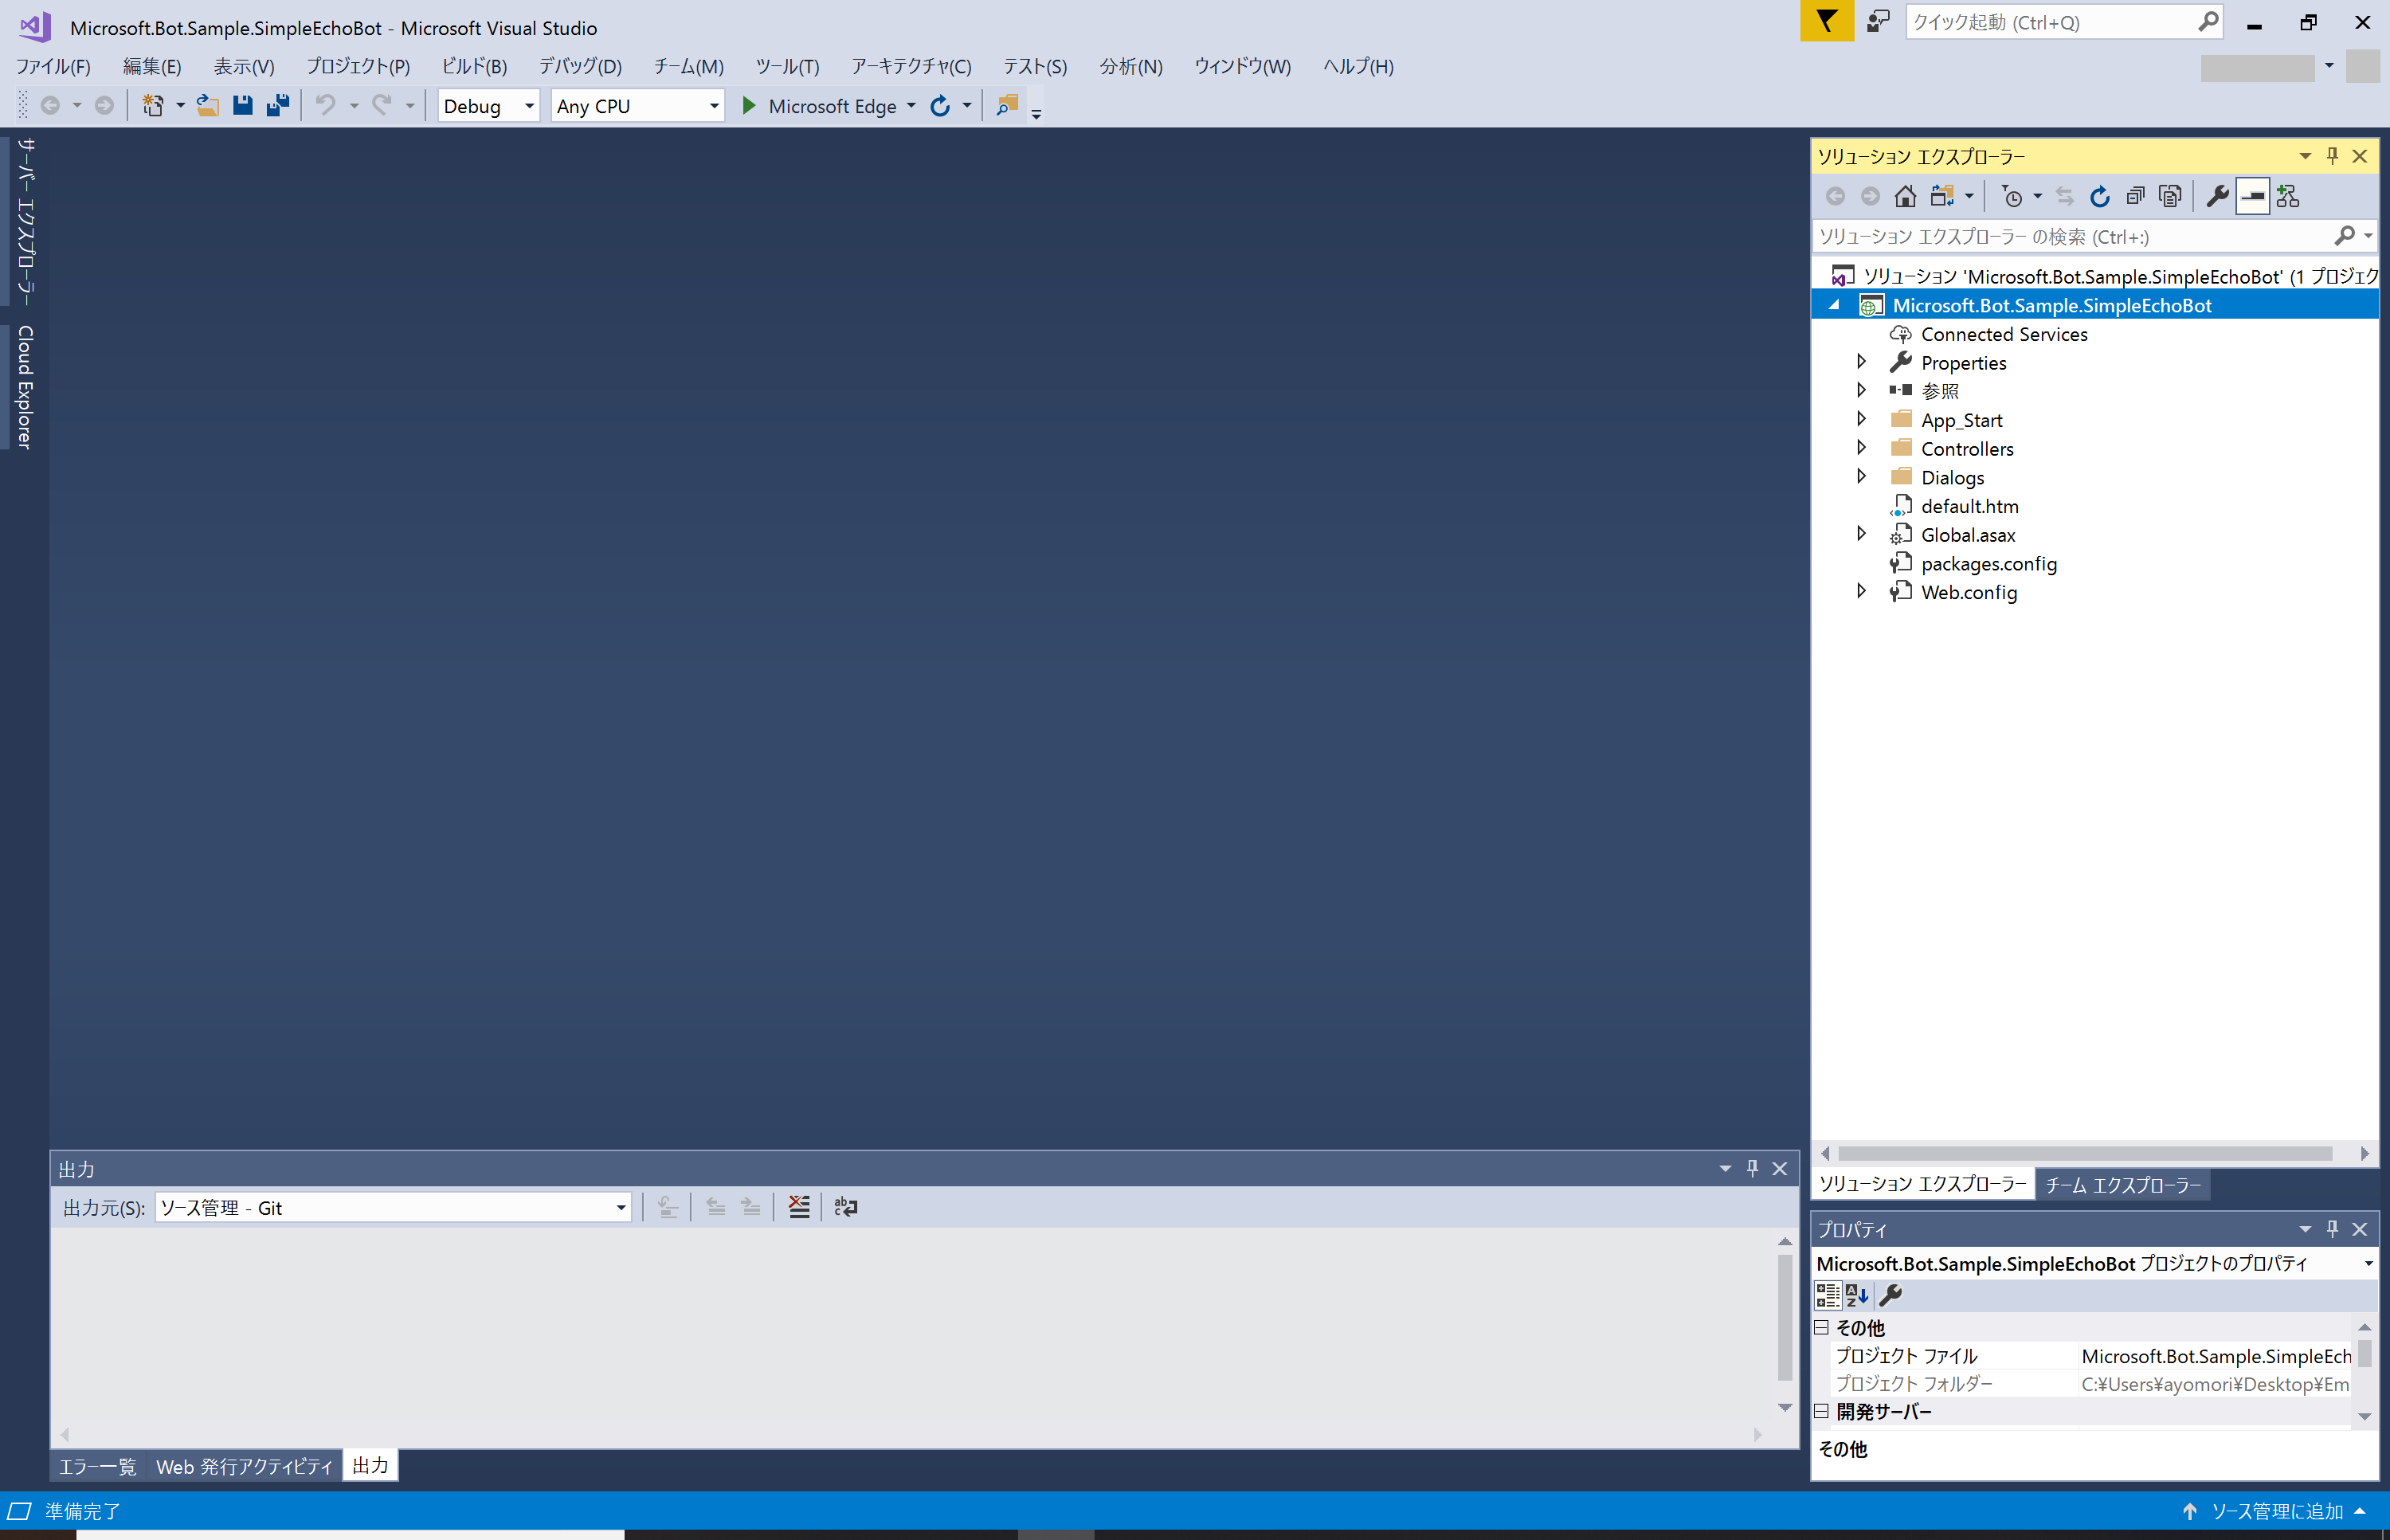 Microsoft.Bot.Sample.SimpleEchoBot - Microsoft Visual Studio
クイック起動 (Ctrl+Q)
ファイル(F) 編集(E) 表示(V) プロジェクト(P) ビルド(B) デバッグ(D) チーム(M) ツール(T) アーキテクチャ(C) テスト(S) 分析(N) ウィンドウ(W) ヘルプ(H)
Debug Any CPU Microsoft Edge
サーバー エクスプローラー
Cloud Explorer
ソリューション エクスプローラー
ソリューション エクスプローラー の検索 (Ctrl+:)
ソリューション 'Microsoft.Bot.Sample.SimpleEchoBot' (1 プロジェク
Microsoft.Bot.Sample.SimpleEchoBot
Connected Services
Properties
参照
App_Start
Controllers
Dialogs
default.htm
Global.asax
packages.config
Web.config
ソリューション エクスプローラー チーム エクスプローラー
出力
出力元(S): ソース管理 - Git
エラー一覧 Web 発行アクティビティ 出力
プロパティ
Microsoft.Bot.Sample.SimpleEchoBot プロジェクトのプロパティ
その他
プロジェクト ファイル Microsoft.Bot.Sample.SimpleEch
プロジェクト フォルダー C:¥Users¥ayomori¥Desktop¥Em
開発サーバー
その他
準備完了
ソース管理に追加